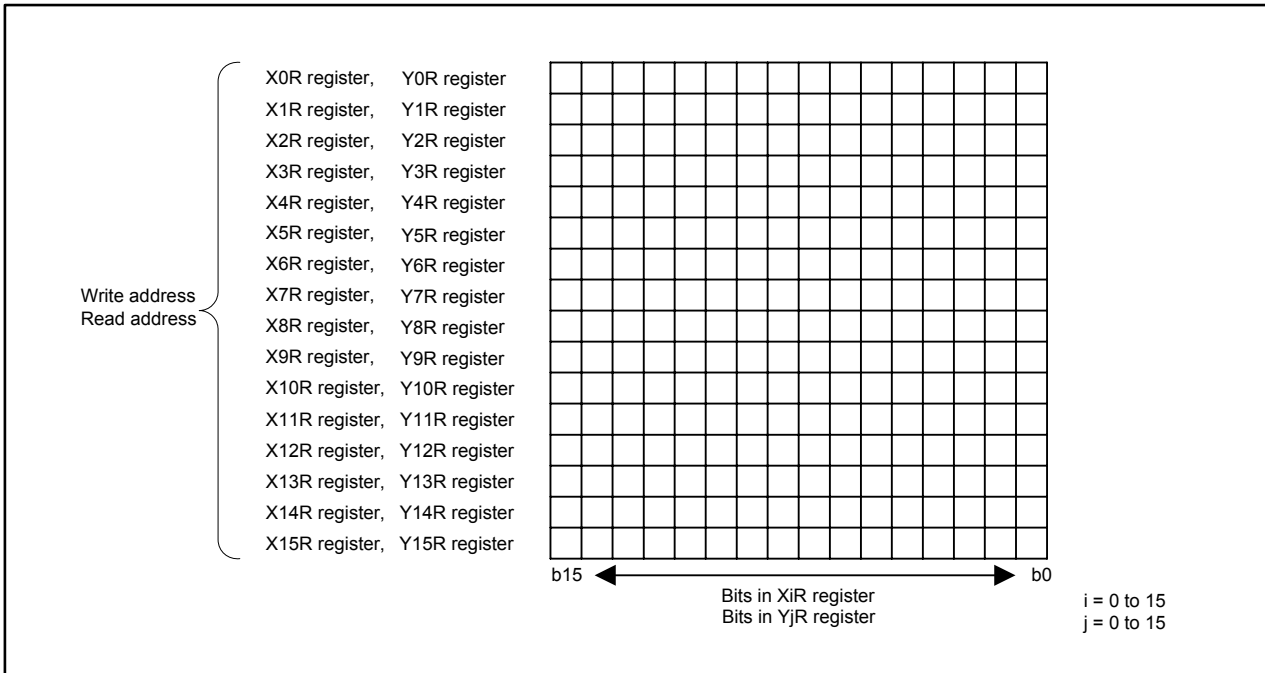 X0R register, Y0R register
X1R register, Y1R register
X2R register, Y2R register
X3R register, Y3R register
X4R register, Y4R register
X5R register, Y5R register
X6R register, Y6R register
X7R register, Y7R register
Write address
Read address
X8R register, Y8R register
X9R register, Y9R register
X10R register, Y10R register
X11R register, Y11R register
X12R register, Y12R register
X13R register, Y13R register
X14R register, Y14R register
X15R register, Y15R register
b15 b0
Bits in XiR register
Bits in YjR register
i = 0 to 15
j = 0 to 15